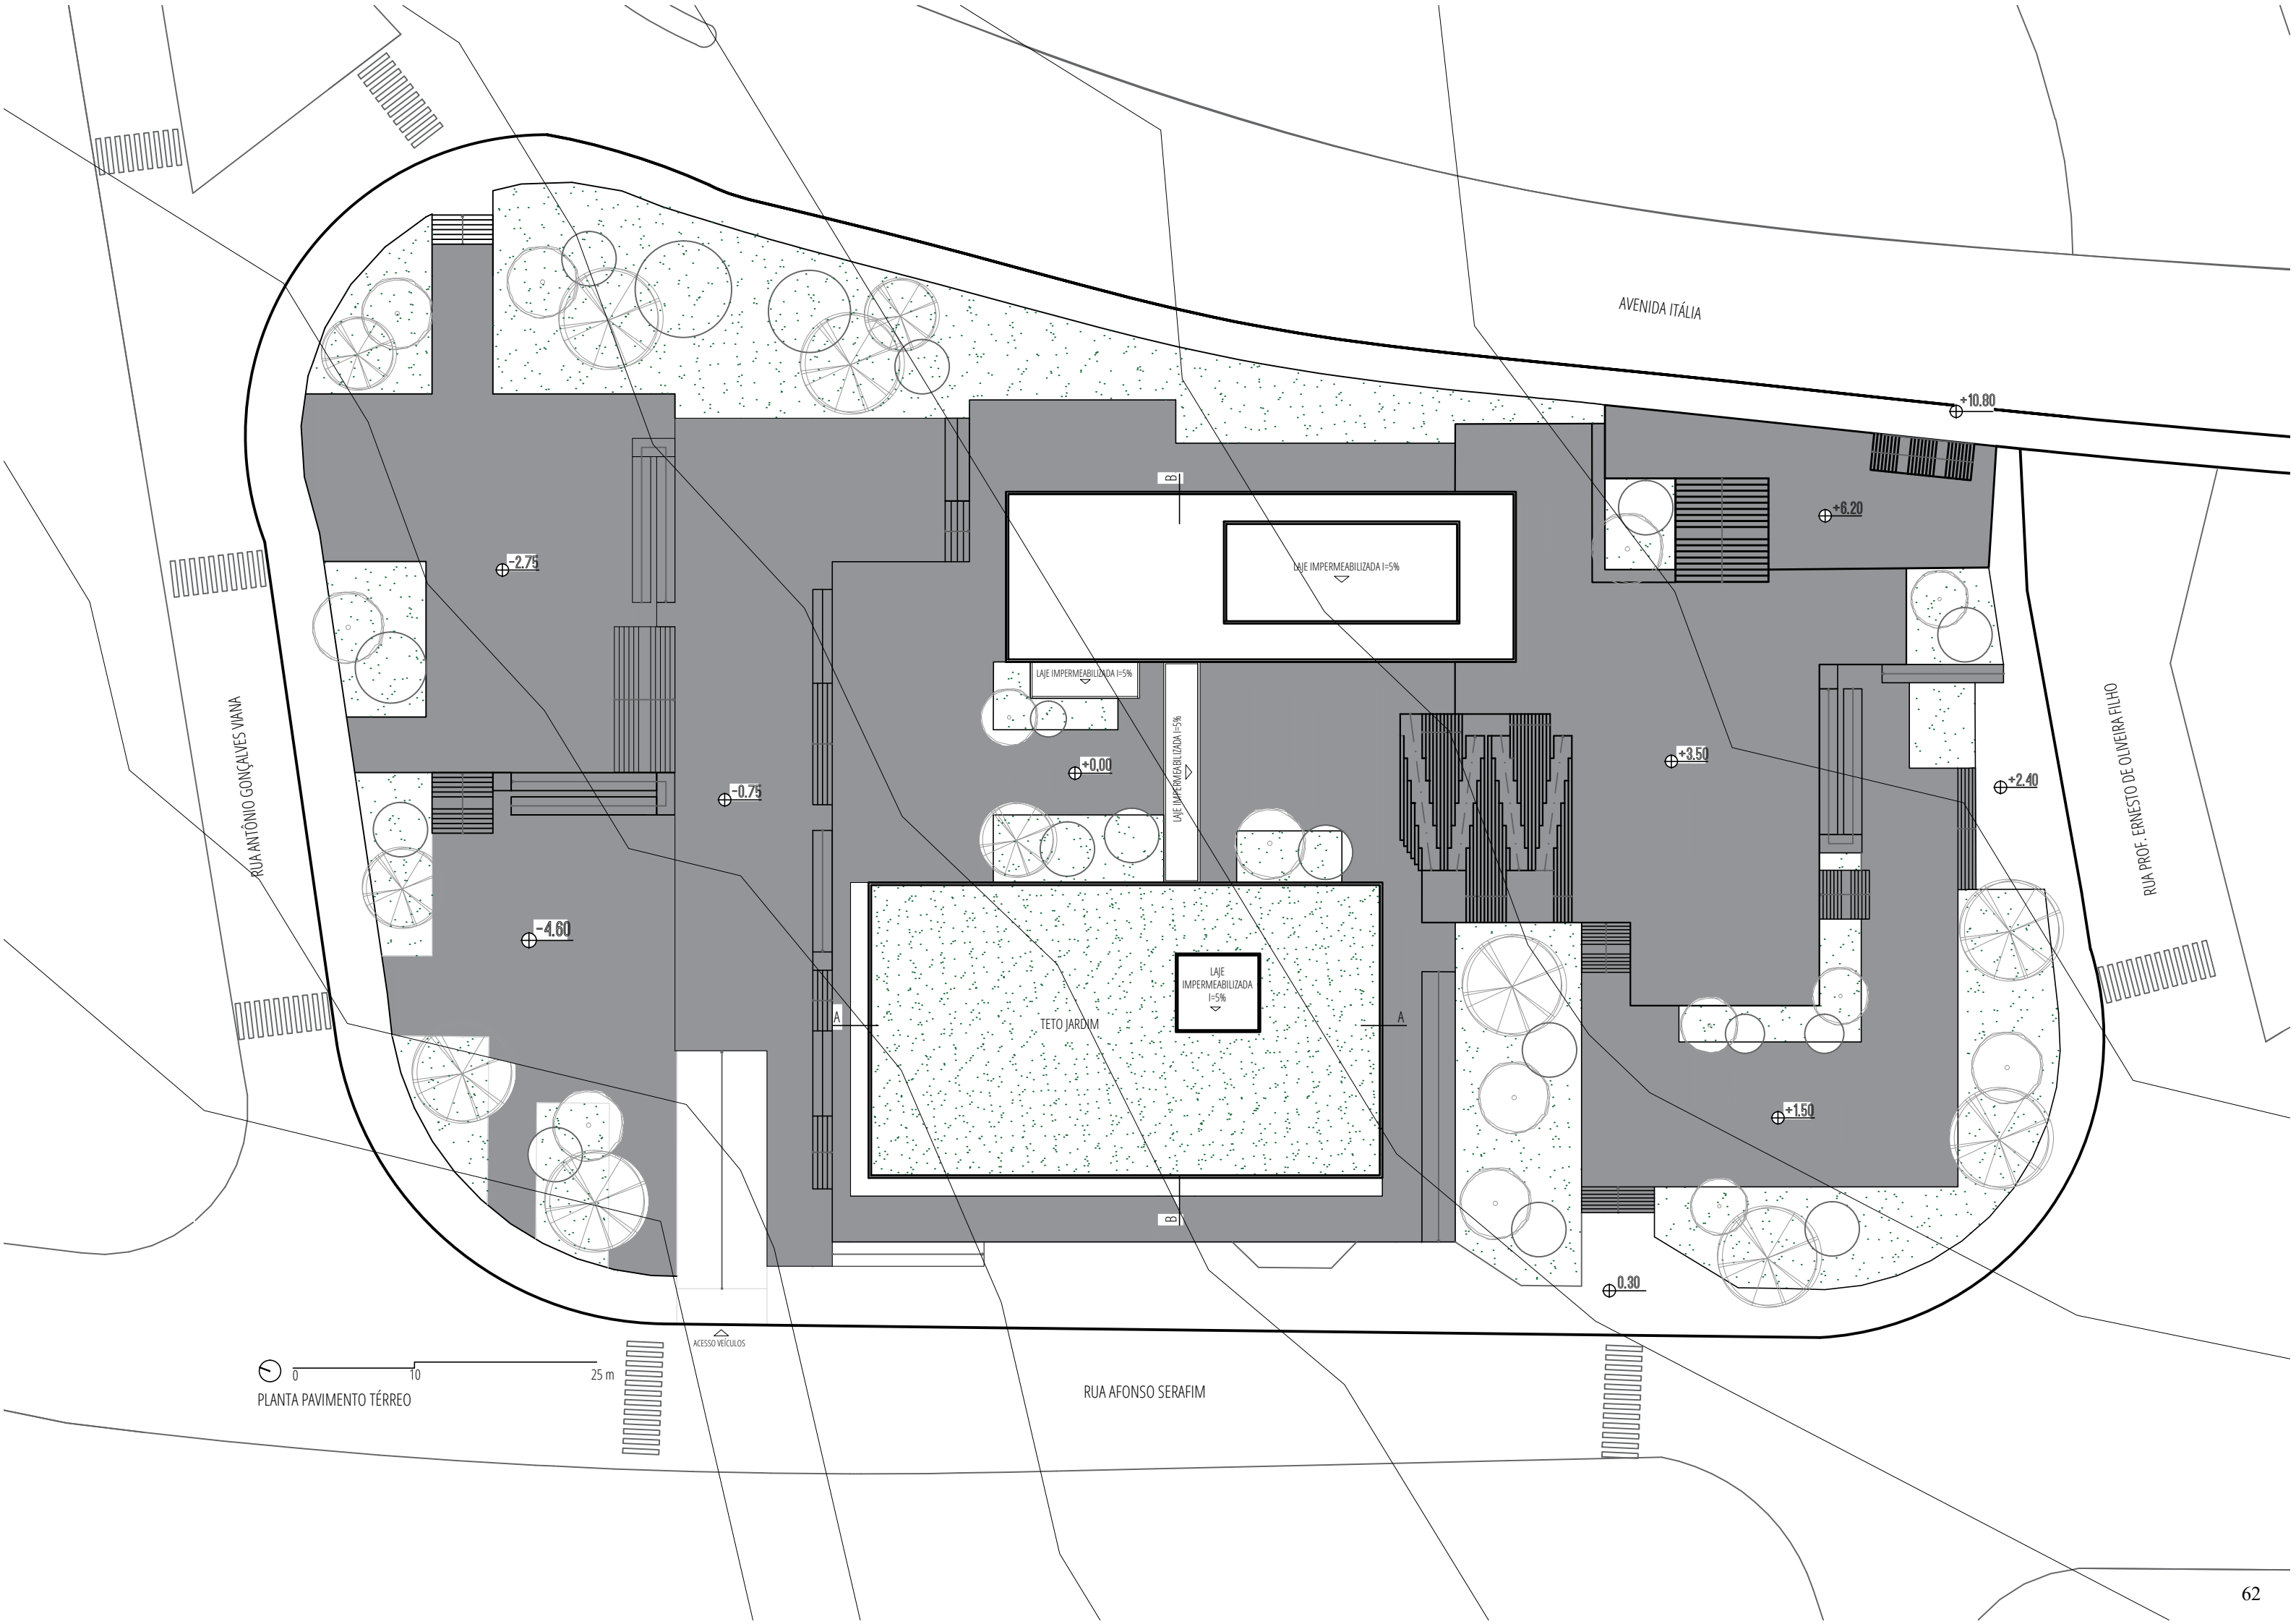 AVENIDA ITÁLIA
+10.80
B
+6.20
-2.75
LAJE IMPERMEABILIZADA I=5%
LAJE IMPERMEABILIZADA I=5%
LAJE IMPERMEABILIZADA I=5%
+0,00
+3.50
+2.40
-0.75
RUA ANTÔNIO GONÇALVES VIANA
RUA PROF. ERNESTO DE OLIVEIRA FILHO
-4.60
LAJE
IMPERMEABILIZADA
I=5%
A
TETO JARDIM
A
+1.50
B
0.30
ACESSO VEÍCULOS
0
10
25 m
PLANTA PAVIMENTO TÉRREO
RUA AFONSO SERAFIM
62